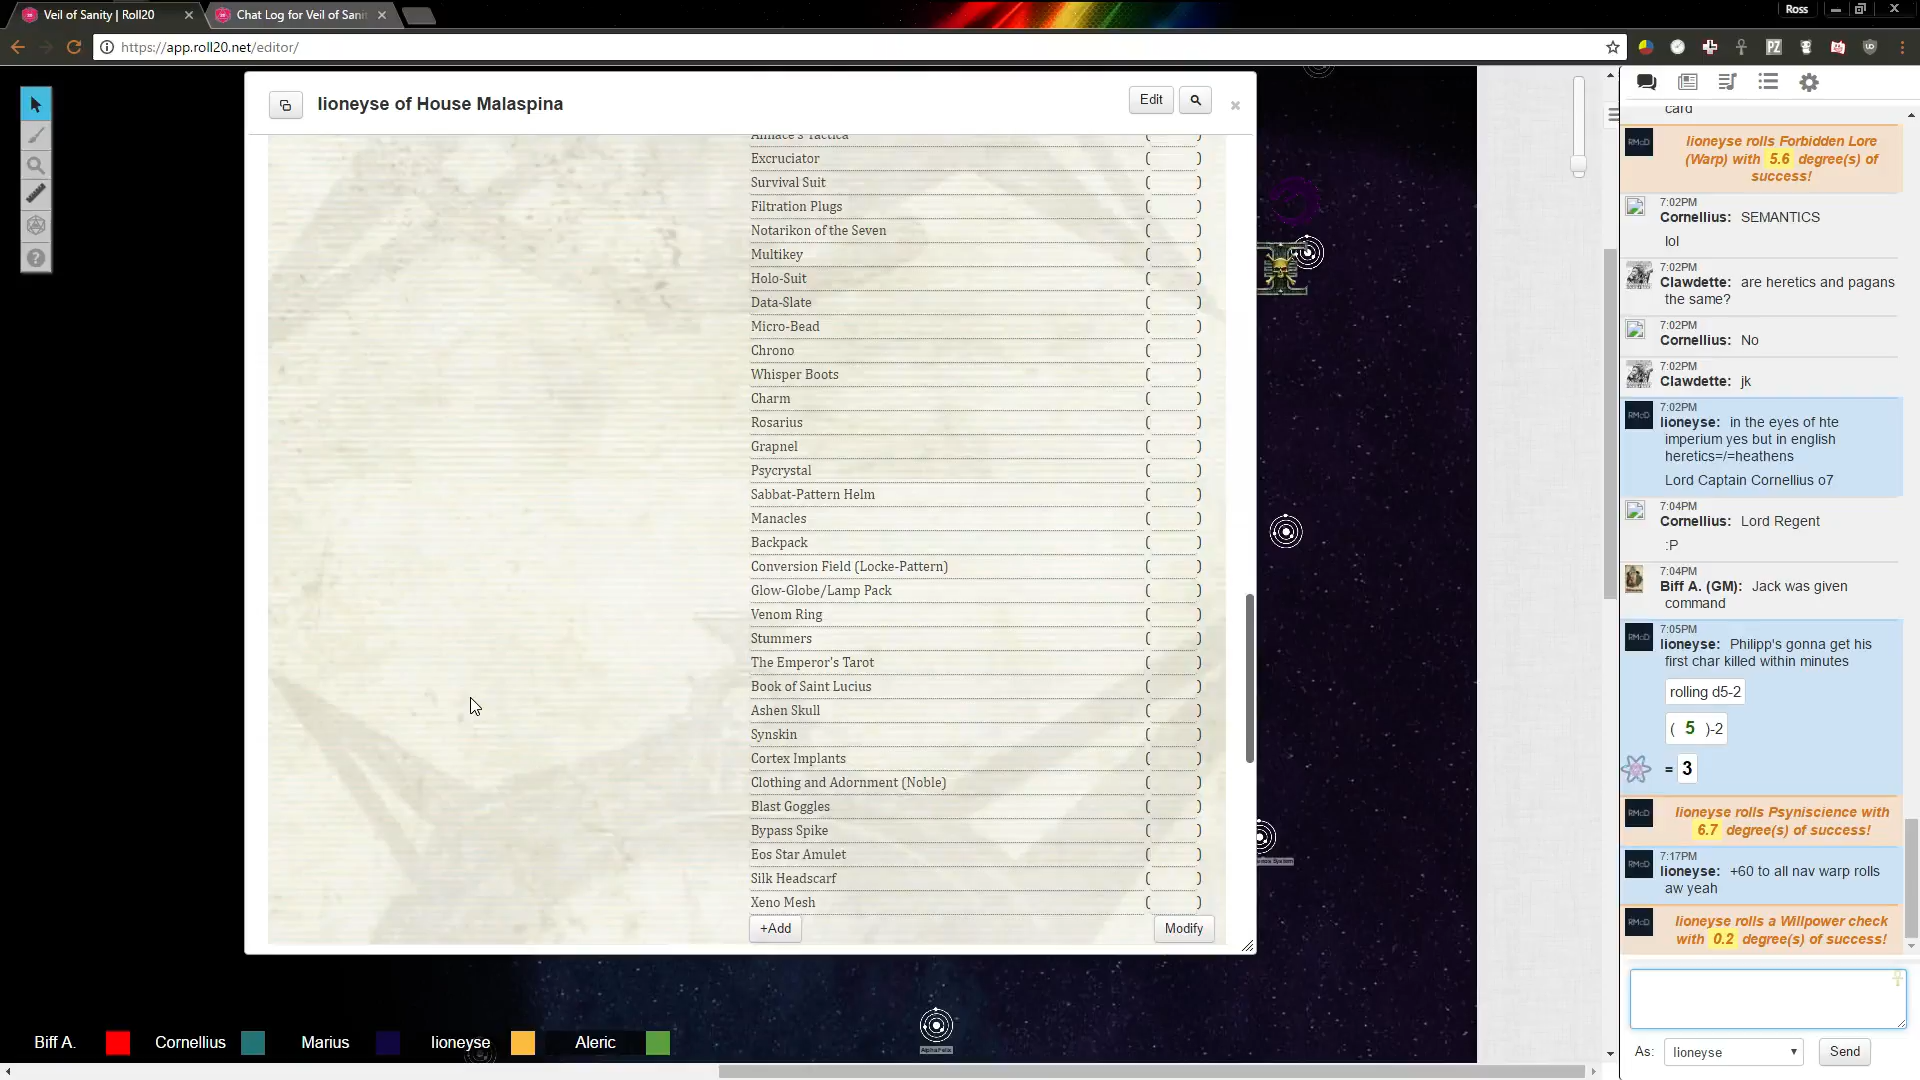 Veil of Sanity | Roll20
Chat Log for Veil of Sani
Ross
https://app.roll20.net/editor/
lioneyse of House Malaspina
Edit
Excruciator ( )
Survival Suit ( )
Filtration Plugs ( )
Notarikon of the Seven ( )
Multikey ( )
Holo-Suit ( )
Data-Slate ( )
Micro-Bead ( )
Chrono ( )
Whisper Boots ( )
Charm ( )
Rosarius ( )
Grapnel ( )
Psycrystal ( )
Sabbat-Pattern Helm ( )
Manacles ( )
Backpack ( )
Conversion Field (Locke-Pattern) ( )
Glow-Globe/Lamp Pack ( )
Venom Ring ( )
Stummers ( )
The Emperor's Tarot ( )
Book of Saint Lucius ( )
Ashen Skull ( )
Synskin ( )
Cortex Implants ( )
Clothing and Adornment (Noble) ( )
Blast Goggles ( )
Bypass Spike ( )
Eos Star Amulet ( )
Silk Headscarf ( )
Xeno Mesh ( )
+Add
Modify
Biff A.
Cornellius
Marius
lioneyse
Aleric
card
RMcD
lioneyse rolls Forbidden Lore
(Warp) with 5.6 degree(s) of
success!
7:02PM
Cornellius: SEMANTICS
lol
7:02PM
Clawdette: are heretics and pagans
the same?
7:02PM
Cornellius: No
7:02PM
Clawdette: jk
RMcD
7:02PM
lioneyse: in the eyes of hte
imperium yes but in english
heretics=/=heathens
Lord Captain Cornellius o7
7:04PM
Cornellius: Lord Regent
:P
7:04PM
Biff A. (GM): Jack was given
command
RMcD
7:05PM
lioneyse: Philipp's gonna get his
first char killed within minutes
rolling d5-2
( 5 )-2
= 3
RMcD
lioneyse rolls Psyniscience with
6.7 degree(s) of success!
RMcD
7:17PM
lioneyse: +60 to all nav warp rolls
aw yeah
RMcD
lioneyse rolls a Willpower check
with 0.2 degree(s) of success!
As:
lioneyse
Send